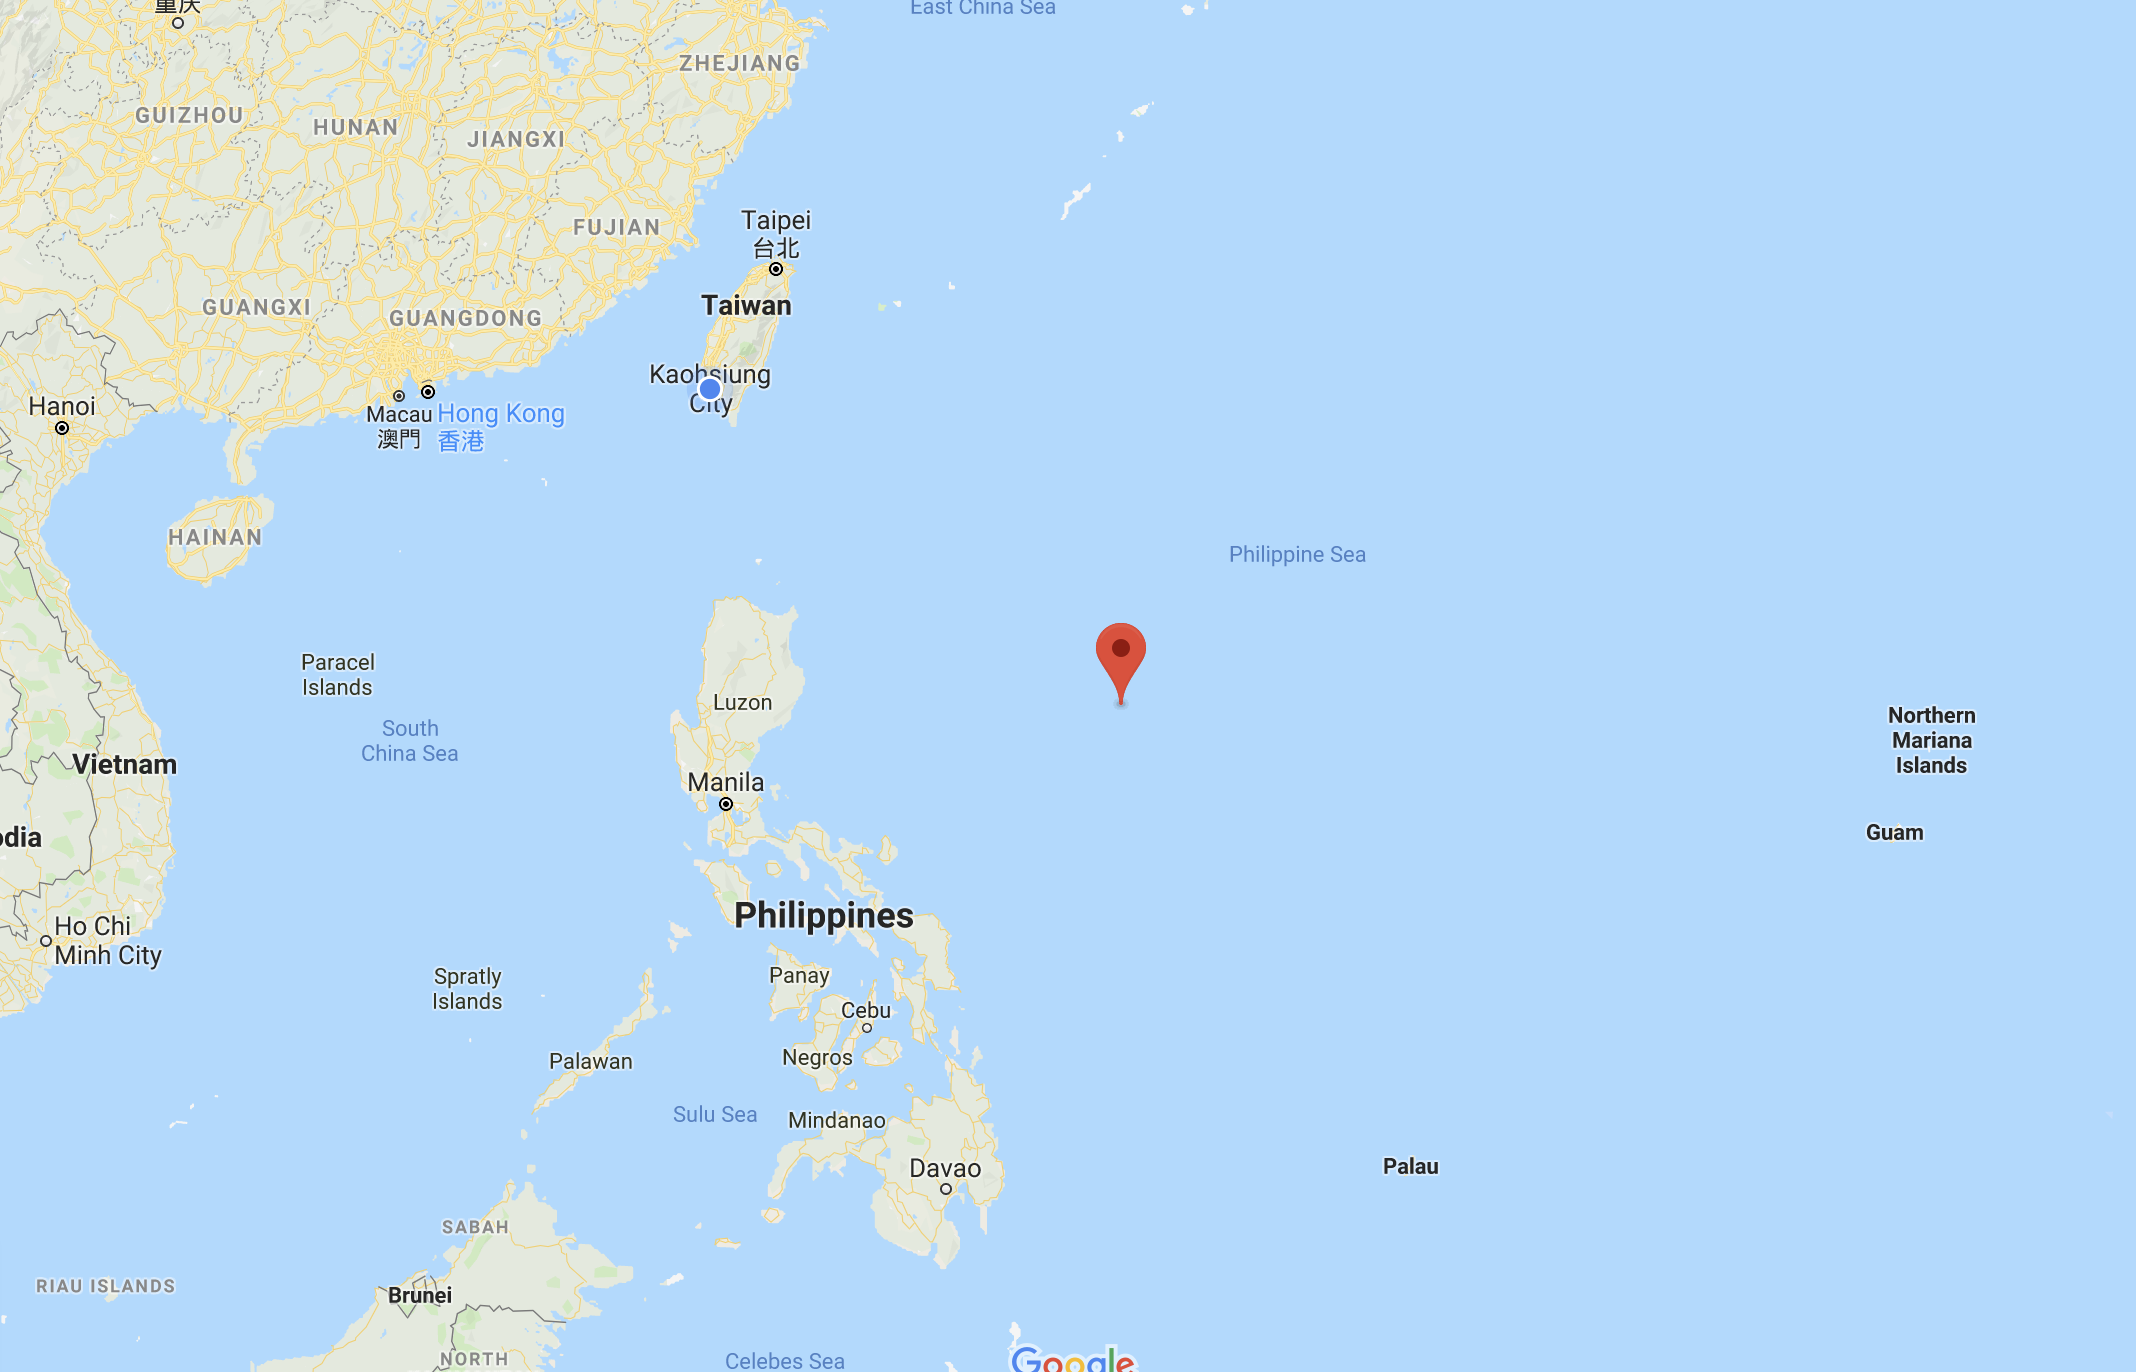 重庆
East China Sea
ZHEJIANG
GUIZHOU
HUNAN
JIANGXI
FUJIAN
Taipei
台北
Taiwan
GUANGXI
GUANGDONG
Kaohsiung
City
Hanoi
Macau
澳門
Hong Kong
香港
HAINAN
Philippine Sea
Paracel
Islands
Luzon
South
China Sea
Northern
Mariana
Islands
Vietnam
Manila
odia
Guam
Philippines
Ho Chi
Minh City
Spratly
Islands
Panay
Cebu
Negros
Palawan
Sulu Sea
Mindanao
Davao
Palau
SABAH
RIAU ISLANDS
Brunei
NORTH
Celebes Sea
Google